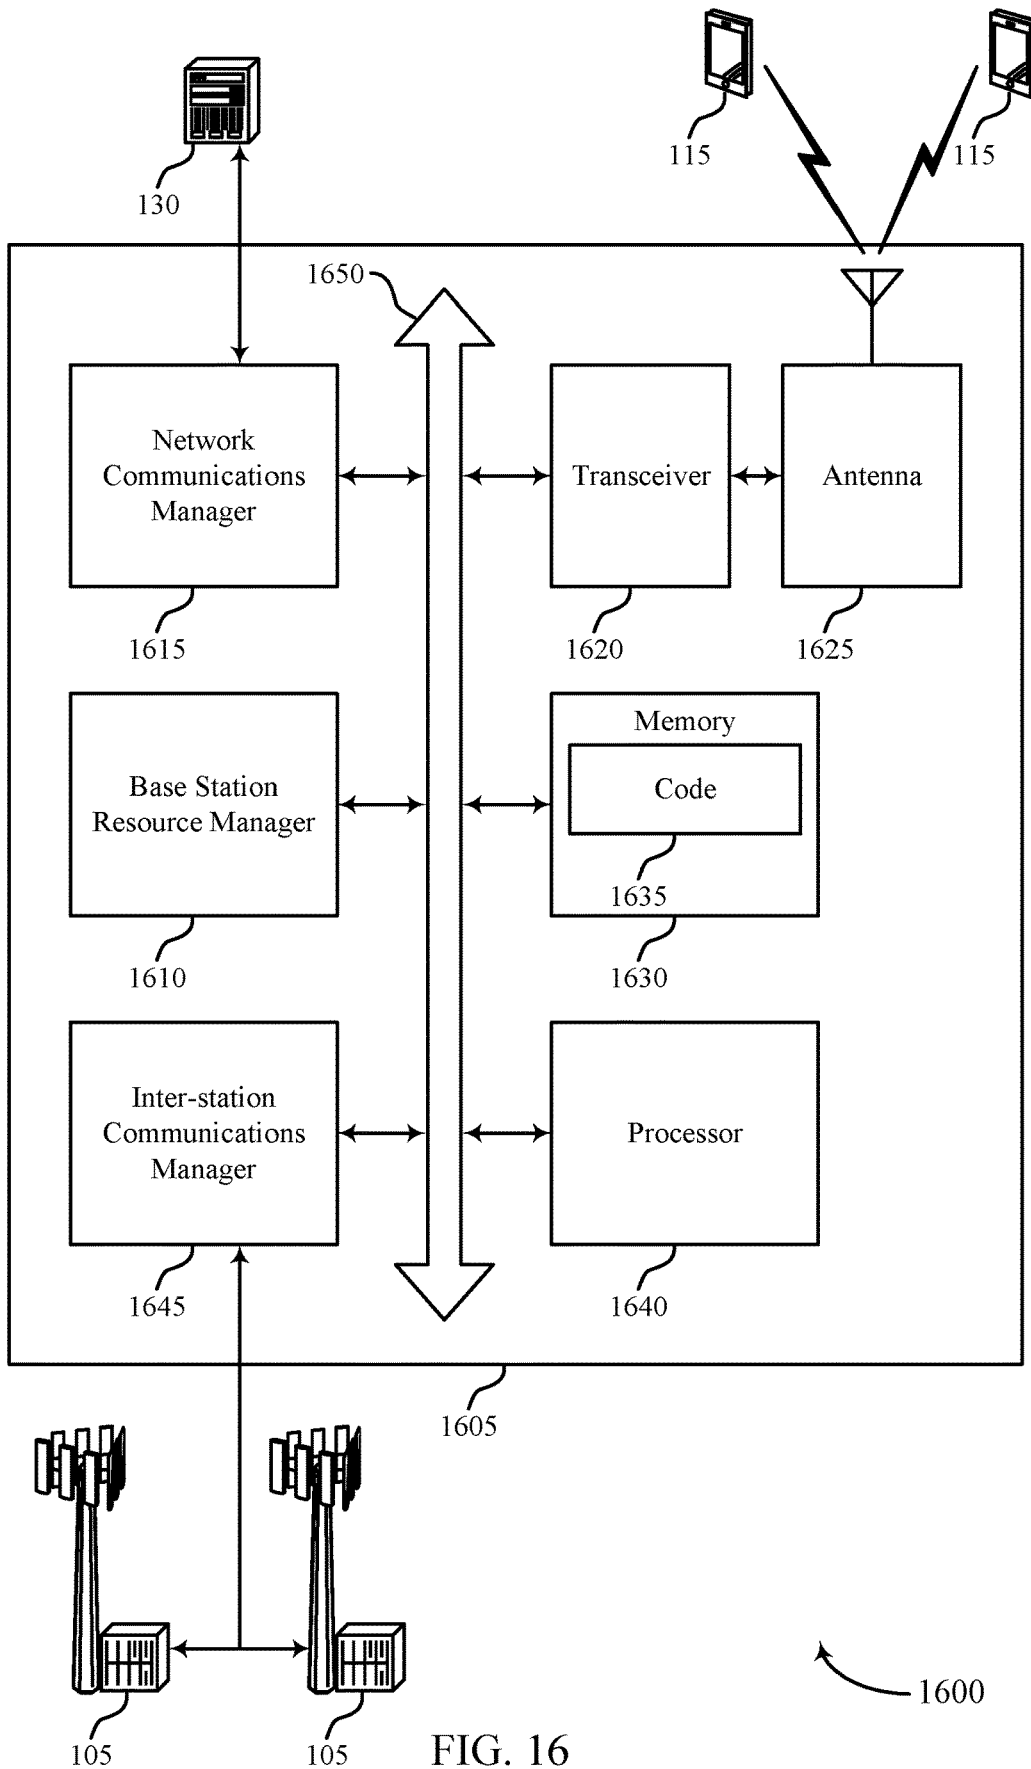 115
115
130
1650
Network
Communications
Manager
Transceiver
Antenna
1615
1620
1625
Base Station
Resource Manager
Memory
Code
1635
1610
1630
Inter-station
Communications
Manager
Processor
1645
1640
1605
1600
105
105
FIG. 16